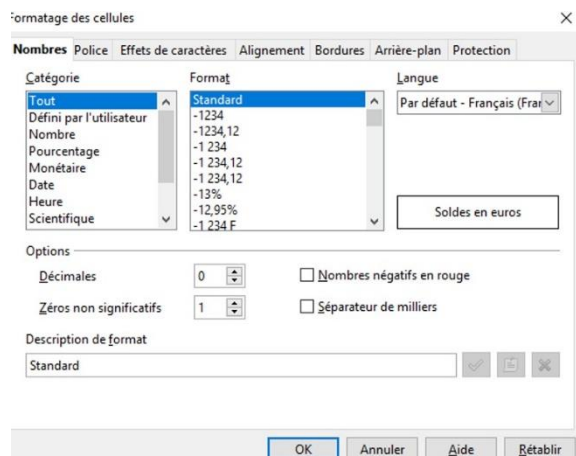 Formatage des cellules
Nombres Police Effets de caractères Alignement Bordures Arrière-plan Protection
Catégorie
Tout
Défini par l'utilisateur
Nombre
Pourcentage
Monétaire
Date
Heure
Scientifique
Format
Standard
-1234
-1234,12
-1 234
-1 234,12
-1 234,12
-13%
-12,95%
-1 234 F
Langue
Par défaut - Français (Fran
Soldes en euros
Options
Décimales 0
Zéros non significatifs 1
Nombres négatifs en rouge
Séparateur de milliers
Description de format
Standard
OK Annuler Aide Rétablir